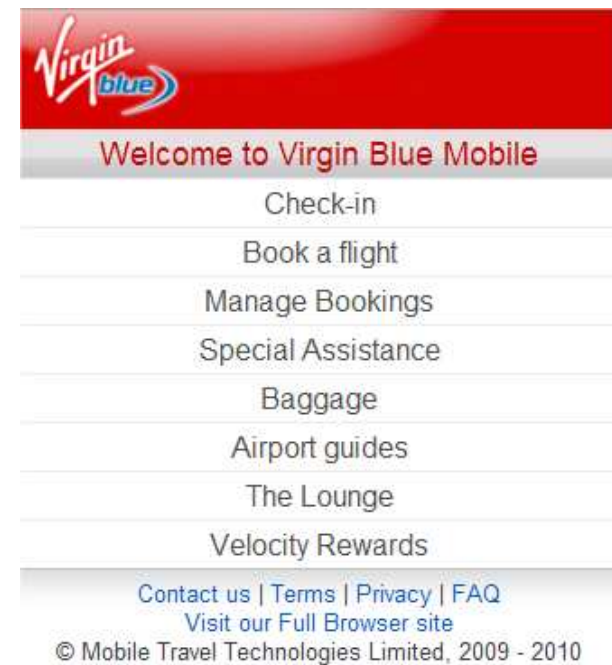 Virgin
blue
Welcome to Virgin Blue Mobile
Check-in
Book a flight
Manage Bookings
Special Assistance
Baggage
Airport guides
The Lounge
Velocity Rewards
Contact us | Terms | Privacy | FAQ
Visit our Full Browser site
© Mobile Travel Technologies Limited, 2009 - 2010